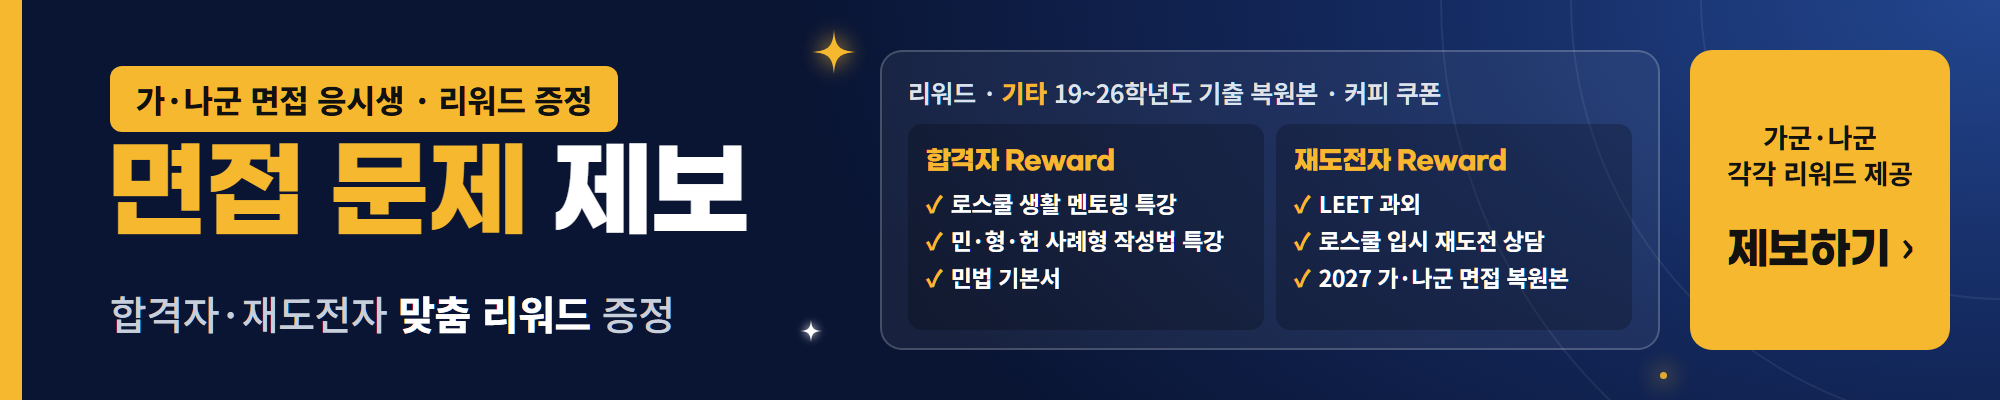 가·나군 면접 응시생 · 리워드 증정
면접 문제 제보
합격자·재도전자 맞춤 리워드 증정
리워드 · 기타 19~26학년도 기출 복원본 · 커피 쿠폰
합격자 Reward
✓ 로스쿨 생활 멘토링 특강
✓ 민·형·헌 사례형 작성법 특강
✓ 민법 기본서
재도전자 Reward
✓ LEET 과외
✓ 로스쿨 입시 재도전 상담
✓ 2027 가·나군 면접 복원본
가군·나군
각각 리워드 제공
제보하기 ›